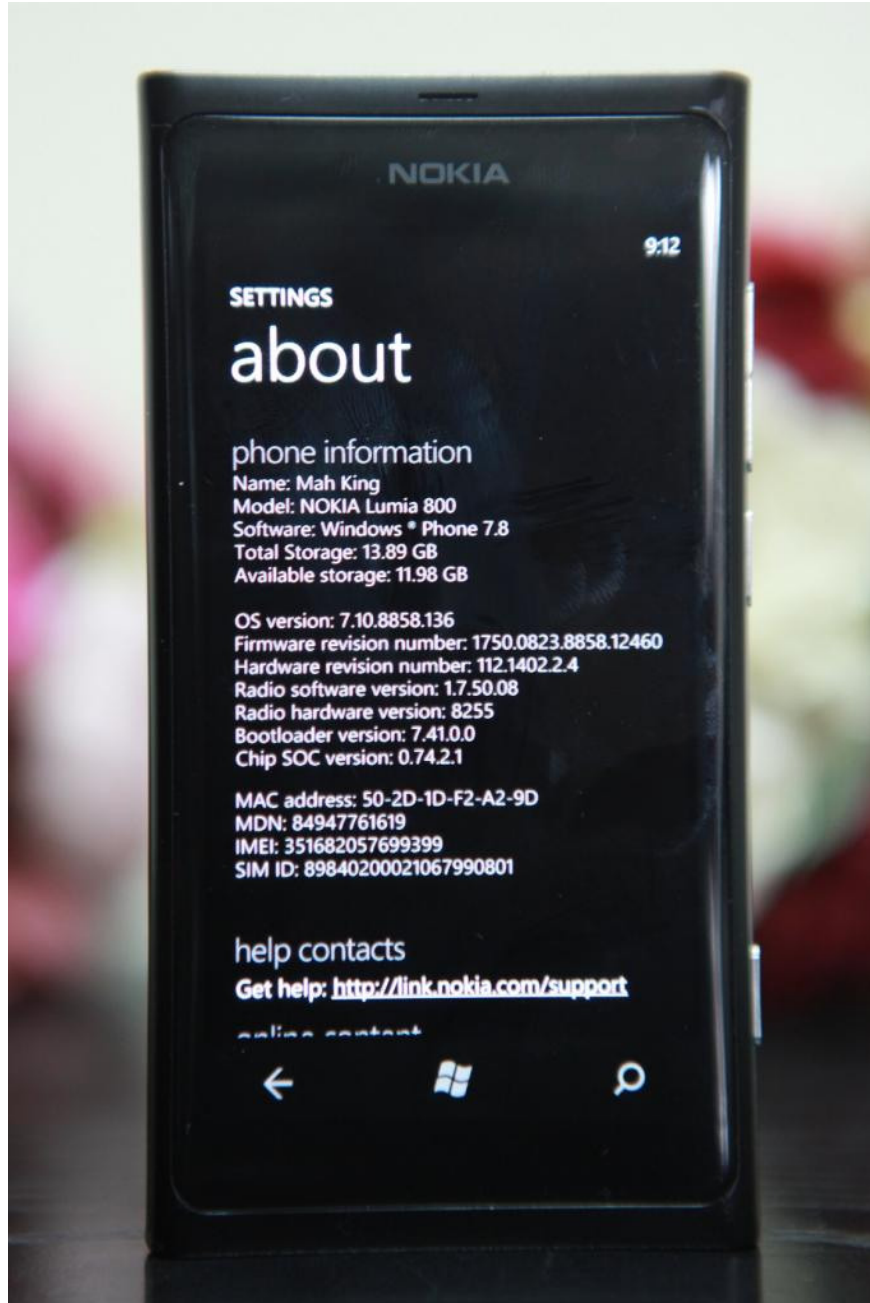 NOKIA
9:12
SETTINGS
about
phone information
Name: Mah King
Model: NOKIA Lumia 800
Software: Windows ® Phone 7.8
Total Storage: 13.89 GB
Available storage: 11.98 GB
OS version: 7.10.8858.136
Firmware revision number: 1750.0823.8858.12460
Hardware revision number: 112.1402.2.4
Radio software version: 1.7.50.08
Radio hardware version: 8255
Bootloader version: 7.41.0.0
Chip SOC version: 0.74.2.1
MAC address: 50-2D-1D-F2-A2-9D
MDN: 84947761619
IMEI: 351682057699399
SIM ID: 89840200021067990801
help contacts
Get help: http://link.nokia.com/support
online content